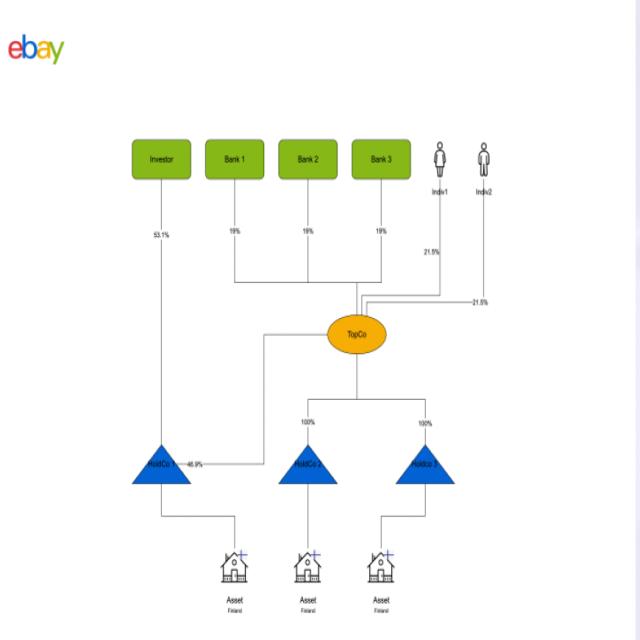 ebay
Investor
Bank 1
Bank 2
Bank 3
Indiv1
Indiv2
53.1%
19%
19%
19%
21.5%
21.5%
TopCo
100%
100%
HoldCo 1
46.9%
HoldCo 2
Holdco 3
Asset
Finland
Asset
Finland
Asset
Finland